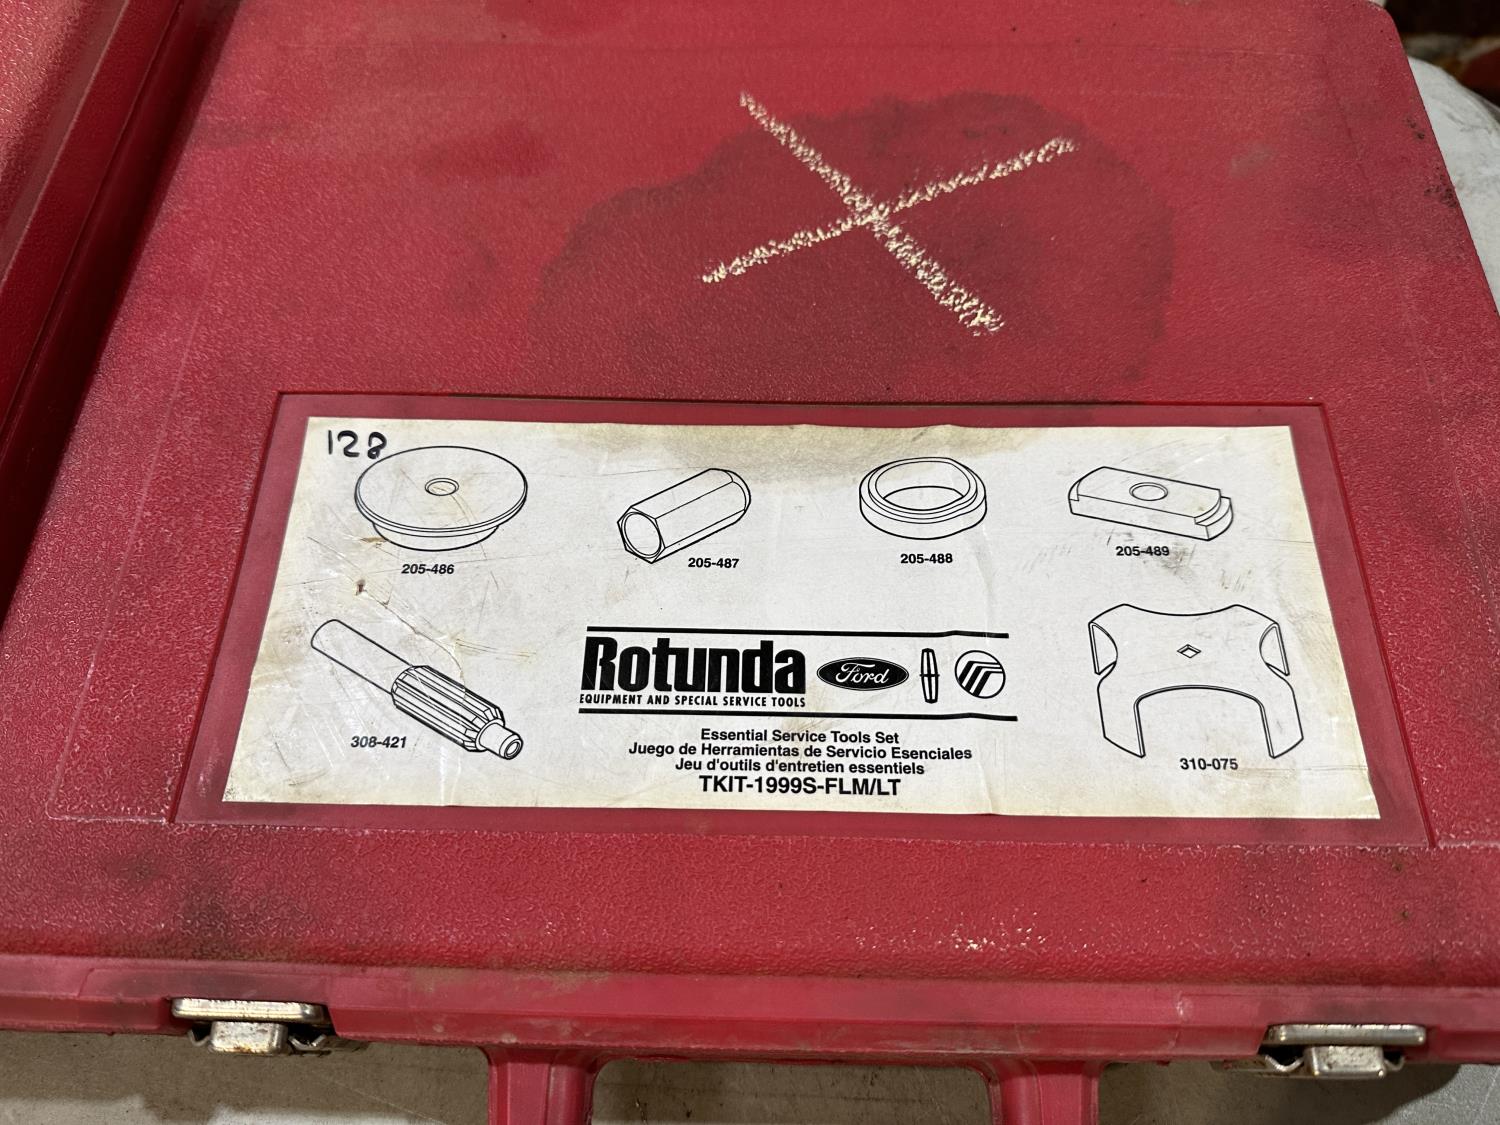 128
205-486
205-487
205-488
205-489
308-421
310-075
Rotunda
EQUIPMENT AND SPECIAL SERVICE TOOLS
Ford
Essential Service Tools Set
Juego de Herramientas de Servicio Esenciales
Jeu d'outils d'entretien essentiels
TKIT-1999S-FLM/LT